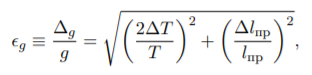 ϵ_g ≡ Δ_g / g = √( (2ΔT / T)² + (Δl_пр / l_пр)² ),